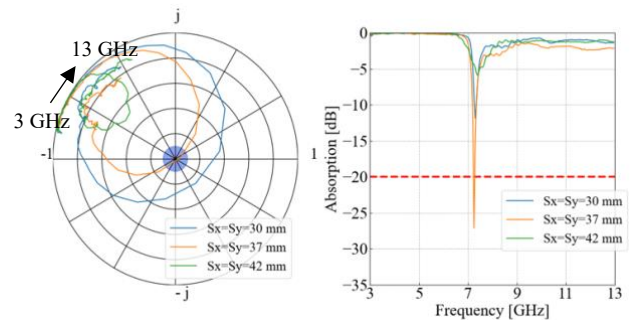 j
13 GHz
3 GHz
-1
1
Sx=Sy=30 mm
Sx=Sy=37 mm
Sx=Sy=42 mm
- j
0
−5
−10
−15
−20
−25
−30
−35
Absorption [dB]
Sx=Sy=30 mm
Sx=Sy=37 mm
Sx=Sy=42 mm
3 5 7 9 11 13
Frequency [GHz]